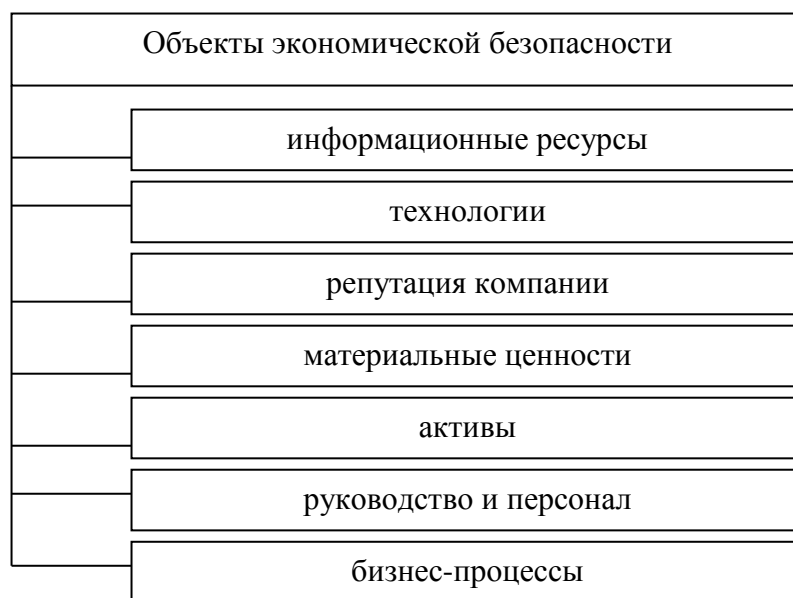 Объекты экономической безопасности
информационные ресурсы
технологии
репутация компании
материальные ценности
активы
руководство и персонал
бизнес-процессы